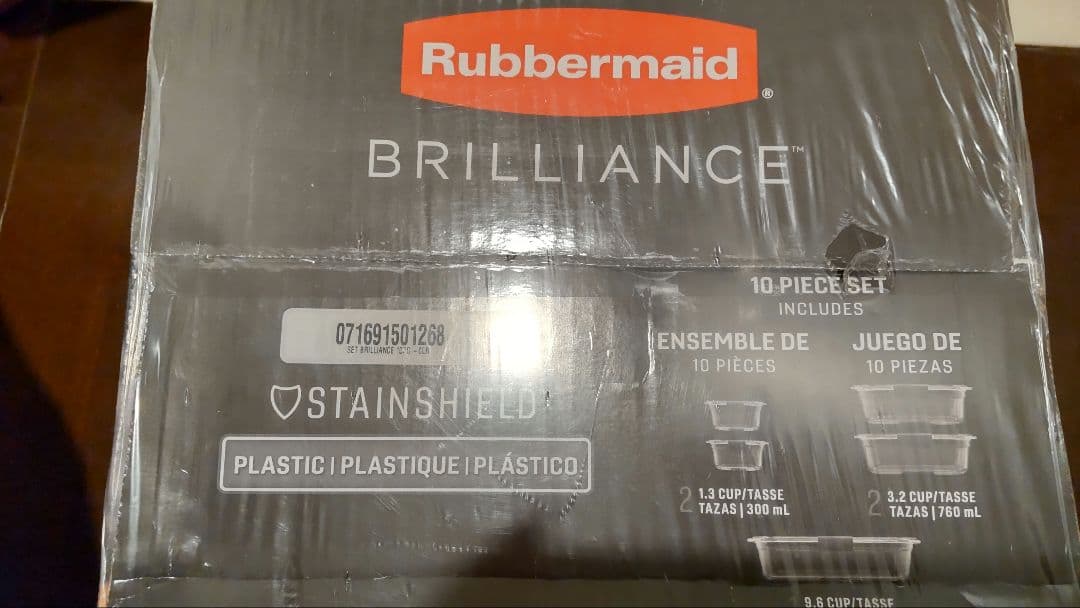 Rubbermaid®
BRILLIANCE™
071691501268
SET BRILLIANCE
STAINSHIELD
PLASTIC | PLASTIQUE | PLÁSTICO
10 PIECE SET
INCLUDES
ENSEMBLE DE
10 PIÈCES
JUEGO DE
10 PIEZAS
2 1.3 CUP/TASSE
TAZAS | 300 mL
2 3.2 CUP/TASSE
TAZAS | 760 mL
9.6 CUP/TASSE